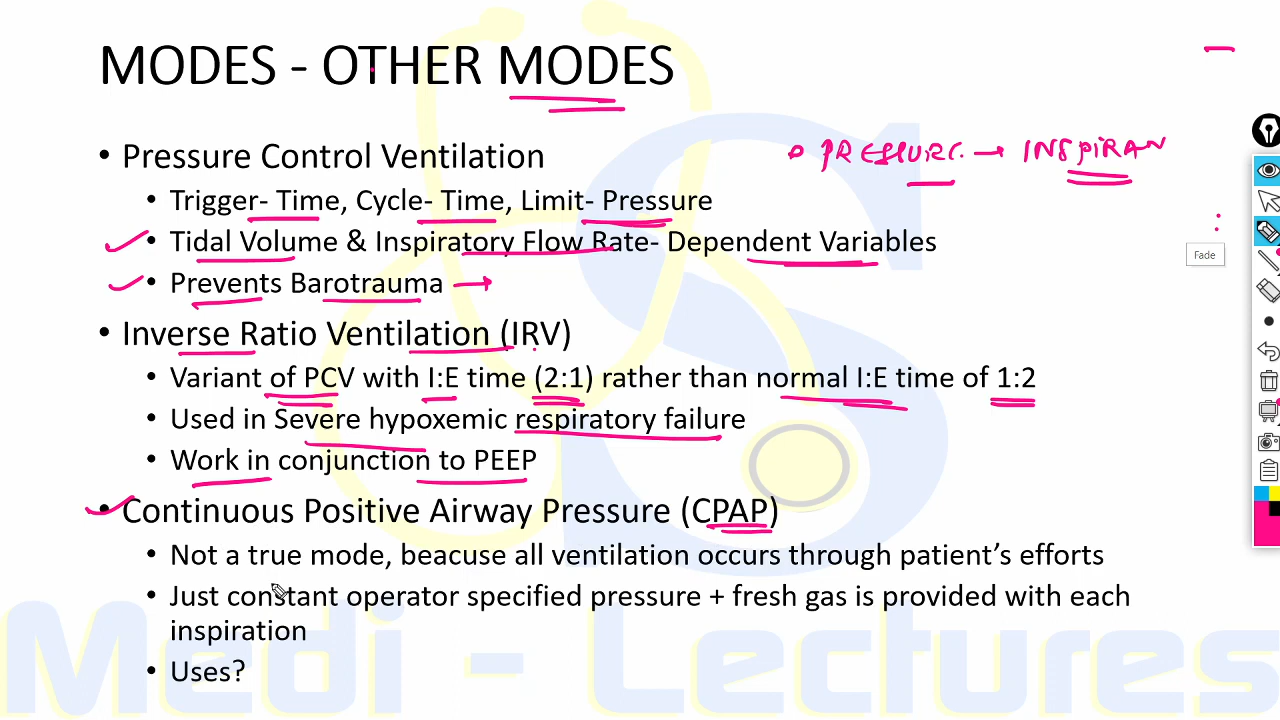 MODES - OTHER MODES
• Pressure Control Ventilation
PRESSURE → INSPIRAN
• Trigger- Time, Cycle- Time, Limit- Pressure
• Tidal Volume & Inspiratory Flow Rate- Dependent Variables
Fade
• Prevents Barotrauma →
• Inverse Ratio Ventilation (IRV)
• Variant of PCV with I:E time (2:1) rather than normal I:E time of 1:2
• Used in Severe hypoxemic respiratory failure
• Work in conjunction to PEEP
• Continuous Positive Airway Pressure (CPAP)
• Not a true mode, beacuse all ventilation occurs through patient's efforts
• Just constant operator specified pressure + fresh gas is provided with each
inspiration
• Uses?
Medi - Lectures